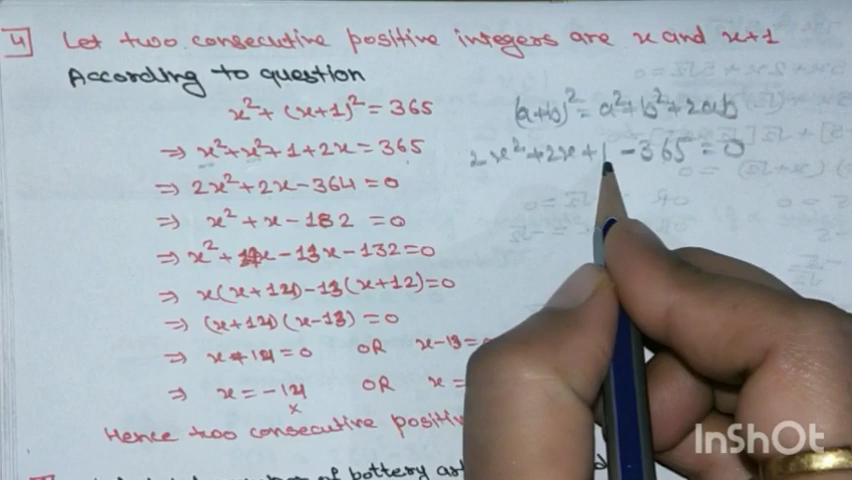 4 Let two consecutive positive integers are x and x+1
According to question
x²+(x+1)²=365
(a+b)²=a²+b²+2ab
⇒ x²+x²+1+2x=365
2x²+2x+1-365=0
⇒ 2x²+2x-364=0
⇒ x²+x-182=0
⇒ x²+14x-13x-182=0
⇒ x(x+14)-13(x+14)=0
⇒ (x+14)(x-13)=0
⇒ x+14=0 OR x-13=
⇒ x=-14 OR x=
x
Hence two consecutive positiv
of pottery
InShOt